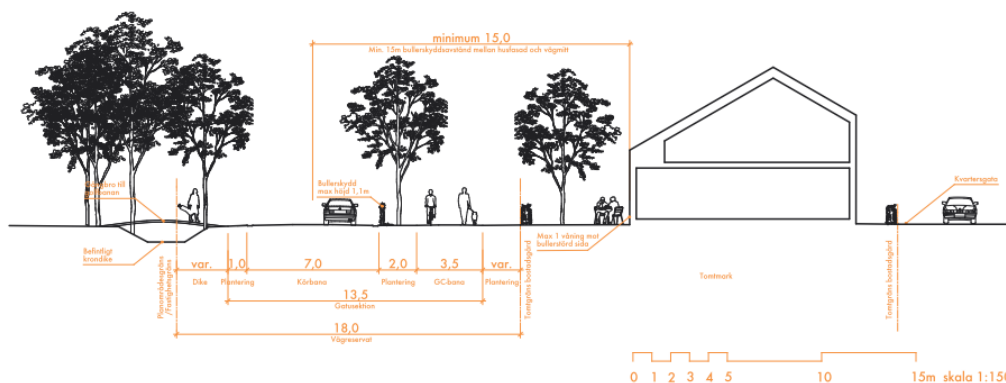 minimum 15,0
Min. 15m bullerskyddsavstånd mellan husfasad och vägmitt
till
Bullerskydd
max höjd 1,1m
Kvartersgata
Befintligt
krondike
Max 1 våning mot
bullerstörd sida
var.
1,0
7,0
2,0
3,5
var.
Dike
Plantering
Körbana
Plantering
GC-bana
Plantering
13,5
Gatusektion
18,0
Vägreservat
Planområdesgräns
/Fastighetsgräns
Tomtgräns bostadsgård
Tomtmark
Tomtgräns bostadsgård
0 1 2 3 4 5 10 15m skala 1:150